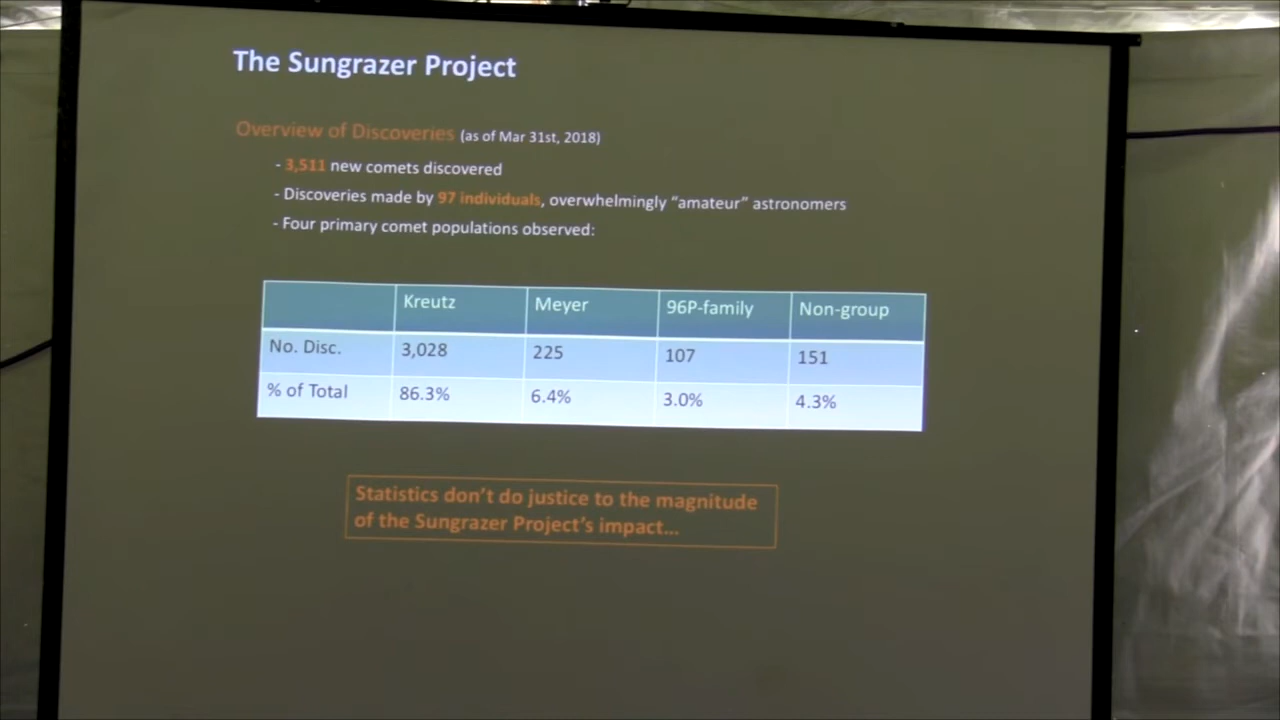 The Sungrazer Project
Overview of Discoveries (as of Mar 31st, 2018)
- 3,511 new comets discovered
- Discoveries made by 97 individuals, overwhelmingly “amateur” astronomers
- Four primary comet populations observed:
Kreutz Meyer 96P-family Non-group
No. Disc. 3,028 225 107 151
% of Total 86.3% 6.4% 3.0% 4.3%
Statistics don’t do justice to the magnitude
of the Sungrazer Project’s impact...